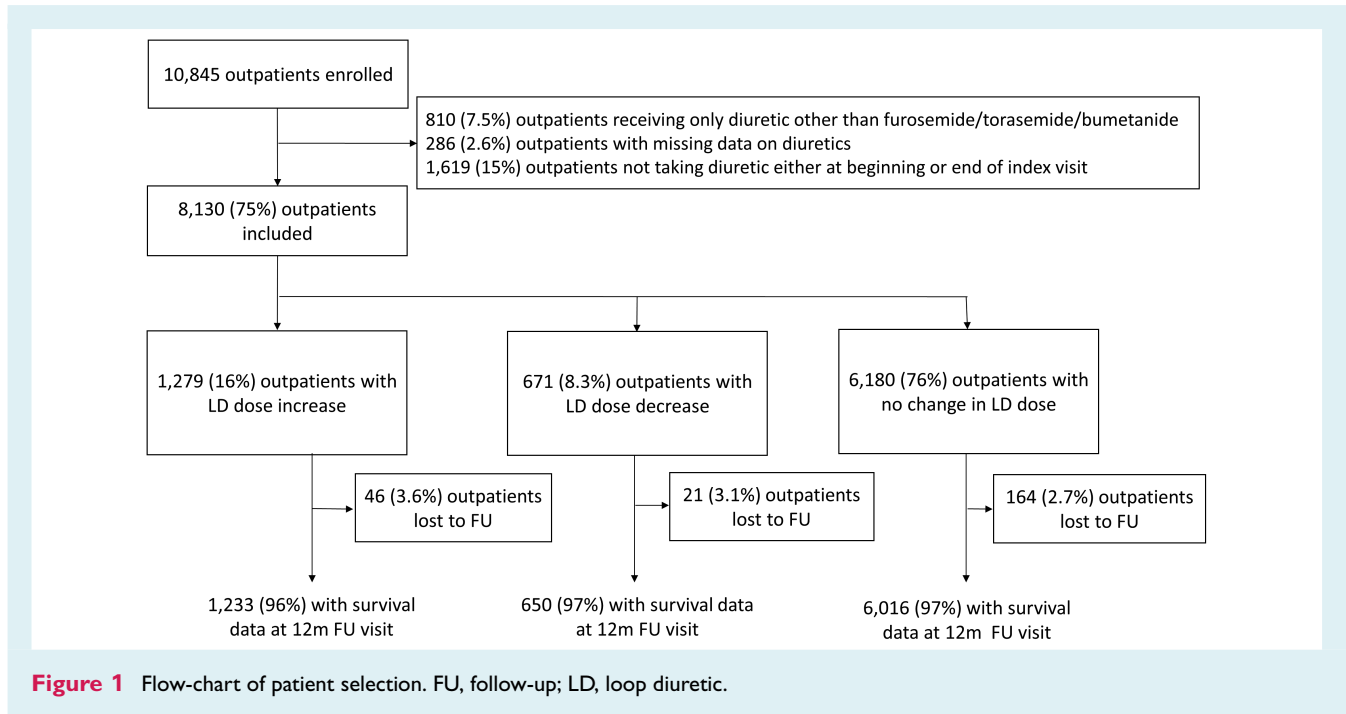 10,845 outpatients enrolled
810 (7.5%) outpatients receiving only diuretic other than furosemide/torasemide/bumetanide
286 (2.6%) outpatients with missing data on diuretics
1,619 (15%) outpatients not taking diuretic either at beginning or end of index visit
8,130 (75%) outpatients
included
1,279 (16%) outpatients with
LD dose increase
671 (8.3%) outpatients with
LD dose decrease
6,180 (76%) outpatients with
no change in LD dose
46 (3.6%) outpatients
lost to FU
21 (3.1%) outpatients
lost to FU
164 (2.7%) outpatients
lost to FU
1,233 (96%) with survival
data at 12m FU visit
650 (97%) with survival data
at 12m FU visit
6,016 (97%) with survival
data at 12m  FU visit
Figure 1 Flow-chart of patient selection. FU, follow-up; LD, loop diuretic.